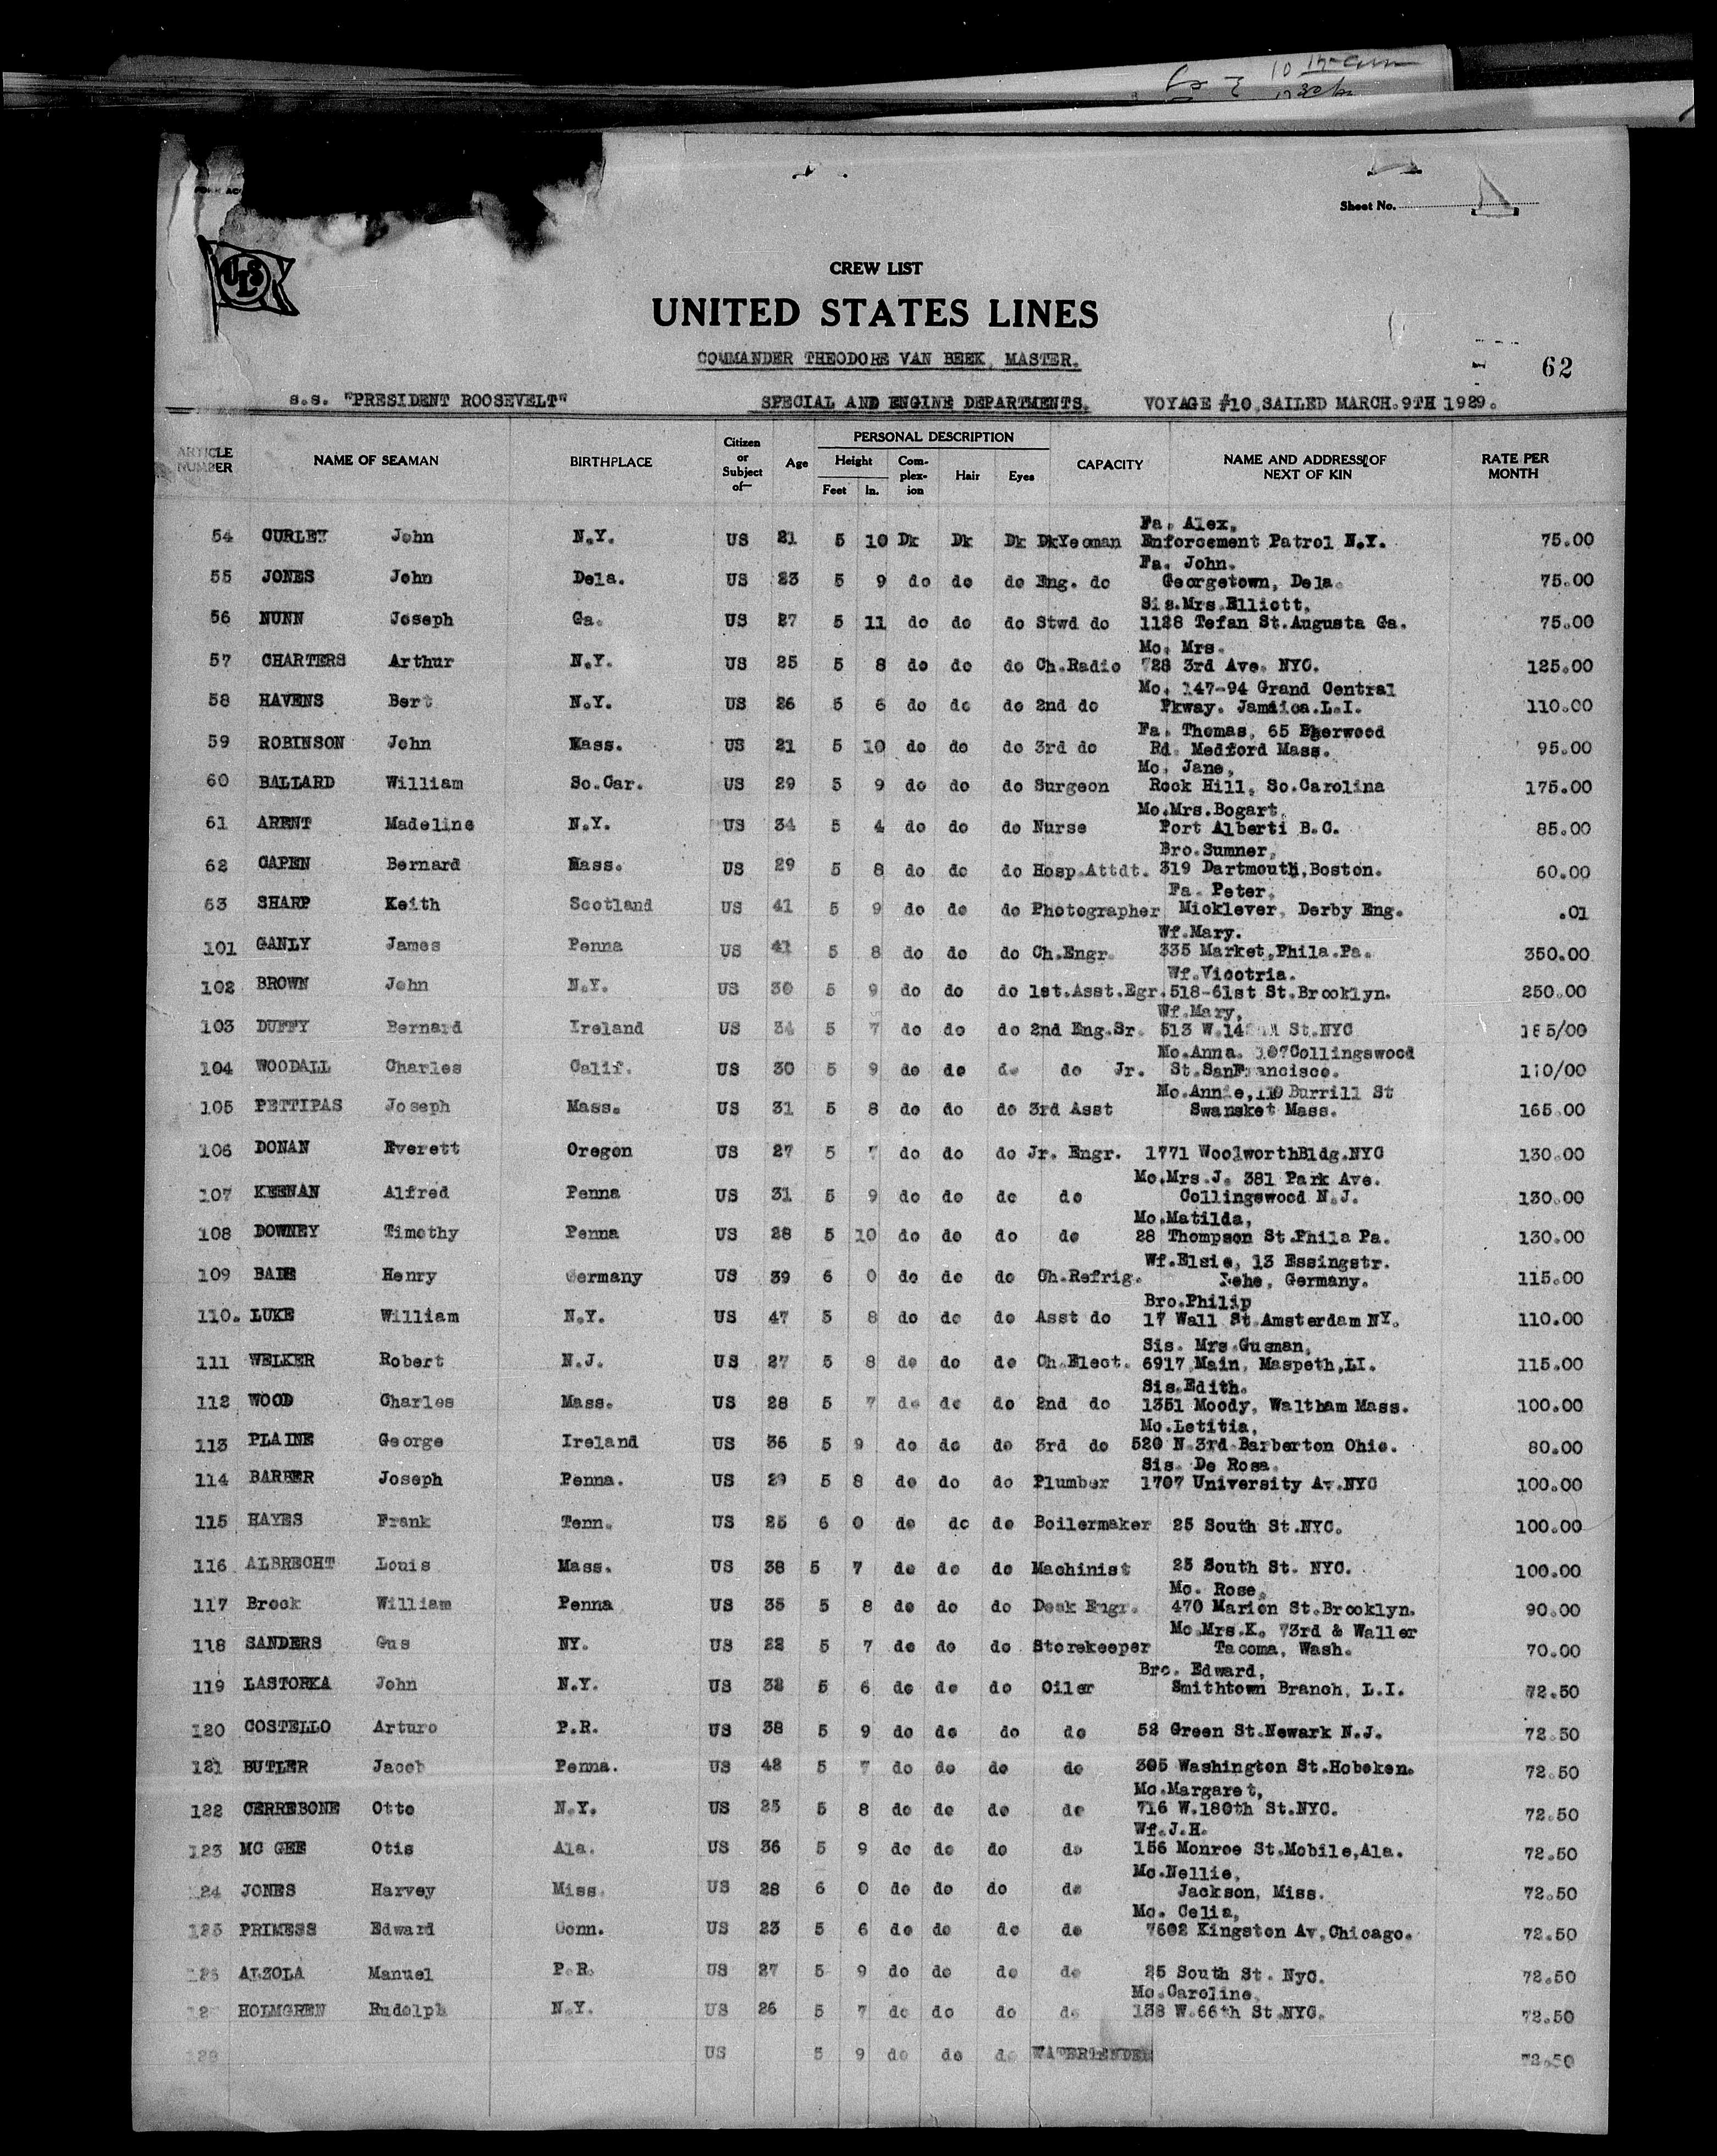 Sheet No.
ULS
CREW LIST
UNITED STATES LINES
COMMANDER THEODORE VAN BEEK, MASTER.
62
s.s. "PRESIDENT ROOSEVELT" SPECIAL AND ENGINE DEPARTMENTS. VOYAGE #10, SAILED MARCH. 9TH 1929.
ARTICLE NUMBER NAME OF SEAMAN BIRTHPLACE Citizen or Subject of— Age PERSONAL DESCRIPTION Height Feet In. Complexion Hair Eyes CAPACITY NAME AND ADDRESS OF NEXT OF KIN RATE PER MONTH
Fa. Alex,
54 CURLEY John N.Y. US 21 5 10 Dk Dk Dk DkYeoman Enforcement Patrol N.Y. 75.00
Fa. John.
55 JONES John Dela. US 23 5 9 do do do Eng. do Georgetown, Dela. 75.00
Sis.Mrs.Elliott,
56 NUNN Joseph Ga. US 27 5 11 do do do Stwd do 1128 Tefan St.Augusta Ga. 75.00
Mo. Mrs.
57 CHARTERS Arthur N.Y. US 25 5 8 do do do Ch.Radio 728 3rd Ave. NYC. 125.00
Mo. 147-94 Grand Central
58 HAVENS Bert N.Y. US 26 5 6 do do do 2nd do Pkway. Jamaica.L.I. 110.00
Fa. Thomas, 65
59 ROBINSON John Mass. US 21 5 10 do do do 3rd do Rd. Medford Mass. 95.00
Mo. Jane,
60 BALLARD William So.Car. US 29 5 9 do do do Surgeon Rock Hill, So.Carolina 175.00
Mo.Mrs.Bogart,
61 ARENT Madeline N.Y. US 34 5 4 do do do Nurse Port Alberti B.C. 85.00
Bro.Sumner,
62 CAPEN Bernard Mass. US 29 5 8 do do do Hosp.Attdt. 319 Dartmouth,Boston. 60.00
Fa. Peter,
63 SHARP Keith Scotland US 41 5 9 do do do Photographer Micklever, Derby Eng. .01
Wf.Mary.
101 GANLY James Penna US 41 5 8 do do do Ch.Engr. 335 Market,Phila.Pa. 350.00
Wf.Vicotria.
102 BROWN John N.Y. US 30 5 9 do do do 1st.Asst.Egr. 518-61st St.Brooklyn. 250.00
Wf.Mary,
103 DUFFY Bernard Ireland US 34 5 7 do do do 2nd Eng.Sr. 513 W. St.NYC 185/00
Mo.Anna. 107Collingswood
104 WOODALL Charles Calif. US 30 5 9 do do do do Jr. St.SanFrancisco. 110/00
Mo.Annie,110 Burrill St
105 PETTIPAS Joseph Mass. US 31 5 8 do do do 3rd Asst Swansket Mass. 165.00
106 DONAN Everett Oregon US 27 5 7 do do do Jr. Engr. 1771 WoolworthBldg.NYC 130.00
Mo.Mrs.J. 381 Park Ave.
107 KEENAN Alfred Penna US 31 5 9 do do do do Collingswood N.J. 130.00
Mo.Matilda,
108 DOWNEY Timothy Penna US 28 5 10 do do do do 28 Thompson St.Phila Pa. 130.00
Wf.Elsie, 13 Essingstr.
109 BADE Henry Germany US 39 6 0 do do do Ch.Refrig. Lehe, Germany. 115.00
Bro.Philip
110. LUKE William N.Y. US 47 5 8 do do do Asst do 17 Wall St.Amsterdam NY. 110.00
Sis. Mrs.Gusman,
111 WELKER Robert N.J. US 27 5 8 do do do Ch.Elect. 6917 Main, Maspeth,LI. 115.00
Sis.Edith.
112 WOOD Charles Mass. US 28 5 7 do do do 2nd do 1351 Moody, Waltham Mass. 100.00
Mo.Letitia,
113 PLAINE George Ireland US 36 5 9 do do do 3rd do 520 N.3rd.Barberton Ohio. 80.00
Sis. De Rosa.
114 BARBER Joseph Penna. US 29 5 8 do do do Plumber 1707 University Av.NYC 100.00
115 HAYES Frank Tenn. US 25 6 0 do do do Boilermaker 25 South St.NYC. 100.00
116 ALBRECHT Louis Mass. US 38 5 7 do do do Machinist 25 South St. NYC. 100.00
Mo. Rose,
117 Brock William Penna US 35 5 8 do do do Deck Engr. 470 Marion St.Brooklyn. 90.00
Mo.Mrs.K. 73rd & Waller
118 SANDERS Gus NY. US 22 5 7 do do do Storekeeper Tacoma, Wash. 70.00
Bro. Edward,
119 LASTORKA John N.Y. US 32 5 6 do do do Oiler Smithtown Branch, L.I. 72.50
120 COSTELLO Arturo P.R. US 38 5 9 do do do do 52 Green St.Newark N.J. 72.50
121 BUTLER Jacob Penna. US 42 5 7 do do do do 305 Washington St.Hoboken. 72.50
Mo.Margaret,
122 CERREBONE Otto N.Y. US 25 5 8 do do do do 716 W.180th St.NYC. 72.50
Wf.J.H.
123 MC GEE Otis Ala. US 36 5 9 do do do do 156 Monroe St.Mobile,Ala. 72.50
Mo.Nellie,
124 JONES Harvey Miss. US 28 6 0 do do do do Jackson, Miss. 72.50
Mo. Celia,
125 PRIMESS Edward Conn. US 23 5 6 do do do do 7602 Kingston Av,Chicago. 72.50
126 ALZOLA Manuel P.R. US 27 5 9 do do do do 25 South St. NyC. 72.50
Mo.Caroline,
HOLMGREN Rudolph N.Y. US 26 5 7 do do do do 138 W.66th St.NYC. 72.50
US 5 9 do do do WATERTENDER 72.50